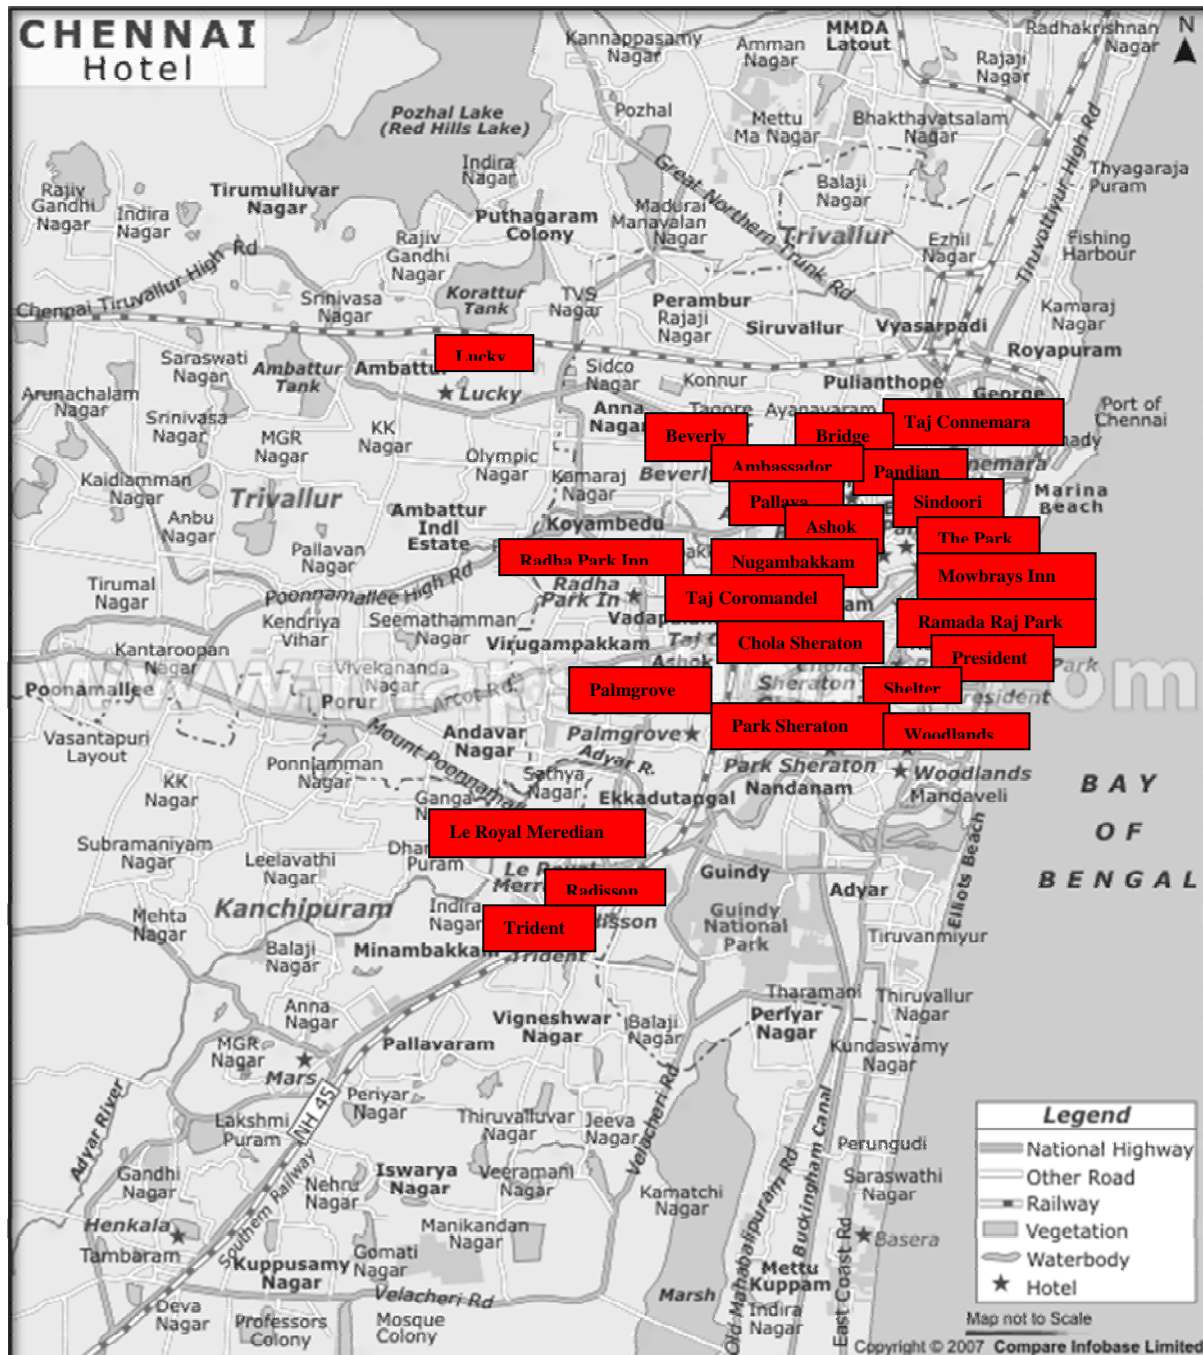 CHENNAI
Hotel
N
Kannappasamy
Nagar
Amman
Nagar
MMDA
Latout
Radhakrishnan
Nagar
Rajaji
Nagar
Pozhal Lake
(Red Hills Lake)
Pozhal
Mettu
Ma Nagar
Bhakthavatsalam
Nagar
Thyagaraja
Puram
Indira
Nagar
Great Northern Trunk Rd
Tiruvattiyur High Rd
Rajiv
Gandhi
Nagar
Indira
Nagar
Tirumulluvar
Nagar
Puthagaram
Colony
Madurai
Manavalan
Nagar
Balaji
Nagar
Trivallur
Ezhil
Nagar
Fishing
Harbour
Rajiv
Gandhi
Nagar
Chennai Tiruvallur High Rd
Srinivasa
Nagar
Korattur
Tank
TVS
Nagar
Perambur
Rajaji
Nagar
Siruvallur
Vyasarpadi
Kamaraj
Nagar
Royapuram
Saraswati
Nagar
Ambattur
Tank
Ambattur
Lucky
Lucky
Sidco
Nagar
Konnur
Pulianthope
George
Port of
Chennai
Arunachalam
Nagar
Srinivasa
Nagar
MGR
Nagar
KK
Nagar
Olympic
Nagar
Anna
Nagar
Tagore
Ayanavaram
Beverly
Bridge
Taj Connemara
Ambassador
Pandian
Kaidiamman
Nagar
Trivallur
Anbu
Nagar
Kamaraj
Nagar
Pallava
Sindoori
Marina
Beach
Ambattur
Indl
Estate
Koyambedu
Ashok
The Park
Pallavan
Nagar
Radha Park Inn
Nugambakkam
Mowbrays Inn
Tirumal
Nagar
Poonnamallee High Rd
Radha
Park In
Taj Coromandel
Kendriya
Vihar
Seemathamman
Nagar
Virugampakkam
Ramada Raj Park
Chola Sheraton
President
Kantaroopan
Nagar
Vivekananda
Nagar
Ashok
Sheraton
Park
Poonamallee
Porur
Arcot Rd
Palmgrove
Shelter
Park Sheraton
Woodlands
Vasantapuri
Layout
Andavar
Nagar
Palmgrove
Adyar R.
Park Sheraton
Woodlands
Ponniamman
Nagar
Sathya
Nagar
Ekkadutangal
Nandanam
Mandaveli
KK
Nagar
BAY
OF
BENGAL
Le Royal Meredian
Subramaniyam
Nagar
Leelavathi
Nagar
Guindy
Adyar
Elliots Beach
Radisson
Kanchipuram
Mehta
Nagar
Indira
Nagar
Trident
Guindy
National
Park
Tiruvanmiyur
Balaji
Nagar
Minambakkam
Tharamani
Thiruvallur
Nagar
Anna
Nagar
Vigneshwar
Nagar
Balaji
Nagar
Periyar
Nagar
MGR
Nagar
Mars
Pallavaram
Kundaswamy
Nagar
Adyar River
NH 45
Periyar
Nagar
Velacheri Rd
Lakshmi
Puram
Thiruvalluvar
Nagar
Jeeva
Nagar
Perungudi
Southern Railway
Iswarya
Nagar
Veeramani
Nagar
Gandhi
Nagar
Nehru
Nagar
Kamatchi
Nagar
Old Mahabalipuram Rd
Buckingham Canal
Saraswathi
Nagar
Henkala
Tambaram
Manikandan
Nagar
East Coast Rd
Basera
Kuppusamy
Nagar
Gomati
Nagar
Mettu
Kuppam
Velacheri Rd
Marsh
Deva
Nagar
Professors
Colony
Mosque
Colony
Indira
Nagar
Legend
National Highway
Other Road
Railway
Vegetation
Waterbody
Hotel
Map not to Scale
Copyright © 2007 Compare Infobase Limited